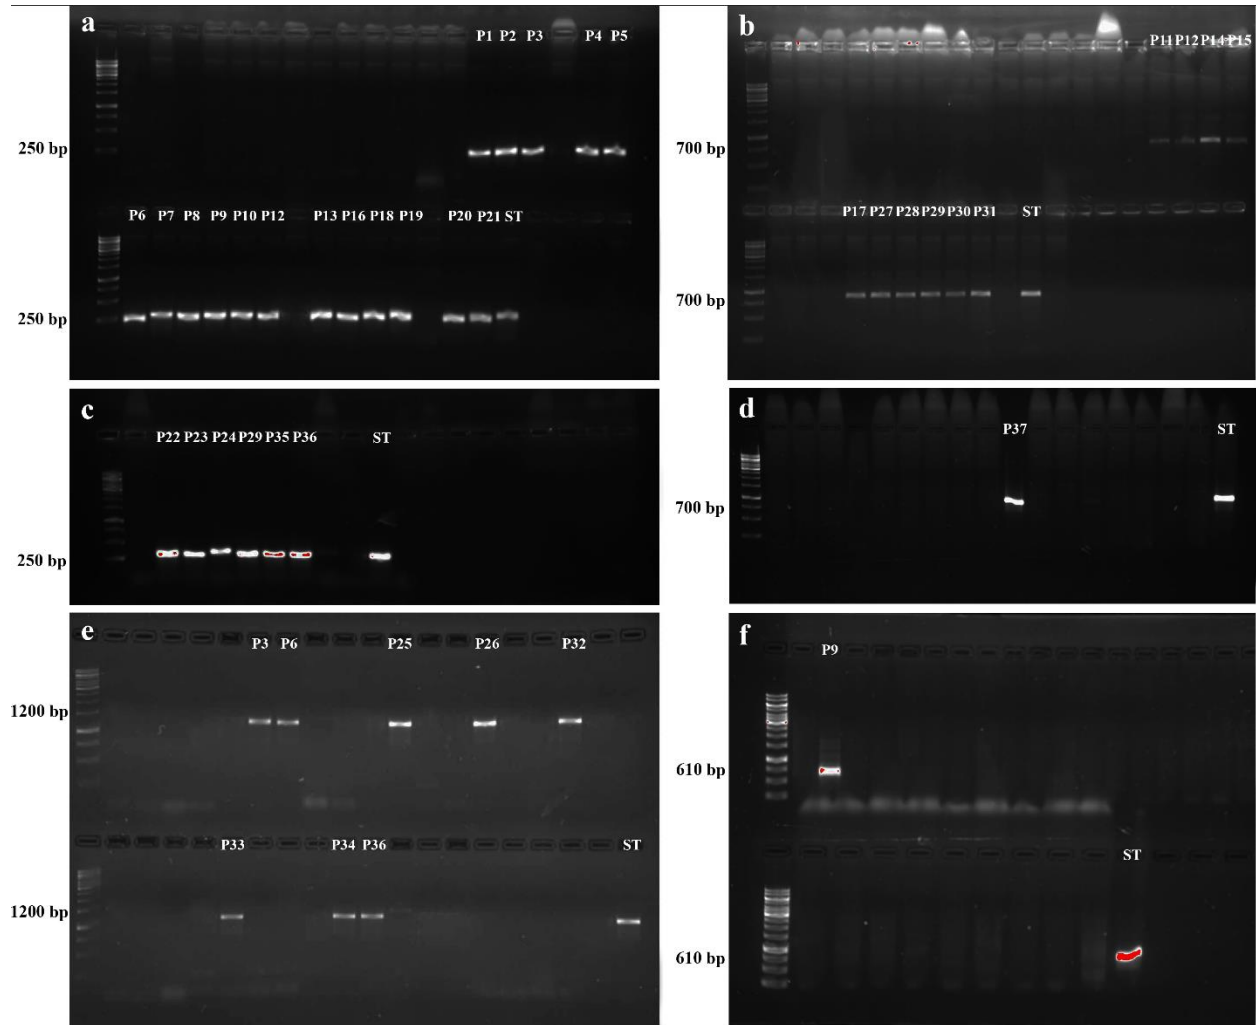 a
P1 P2 P3 P4 P5
250 bp
P6 P7 P8 P9 P10 P12 P13 P16 P18 P19 P20 P21 ST
250 bp
b
P11 P12 P14 P15
700 bp
P17 P27 P28 P29 P30 P31 ST
700 bp
c
P22 P23 P24 P29 P35 P36 ST
250 bp
d
P37 ST
700 bp
e
P3 P6 P25 P26 P32
1200 bp
P33 P34 P36 ST
1200 bp
f
P9
610 bp
ST
610 bp